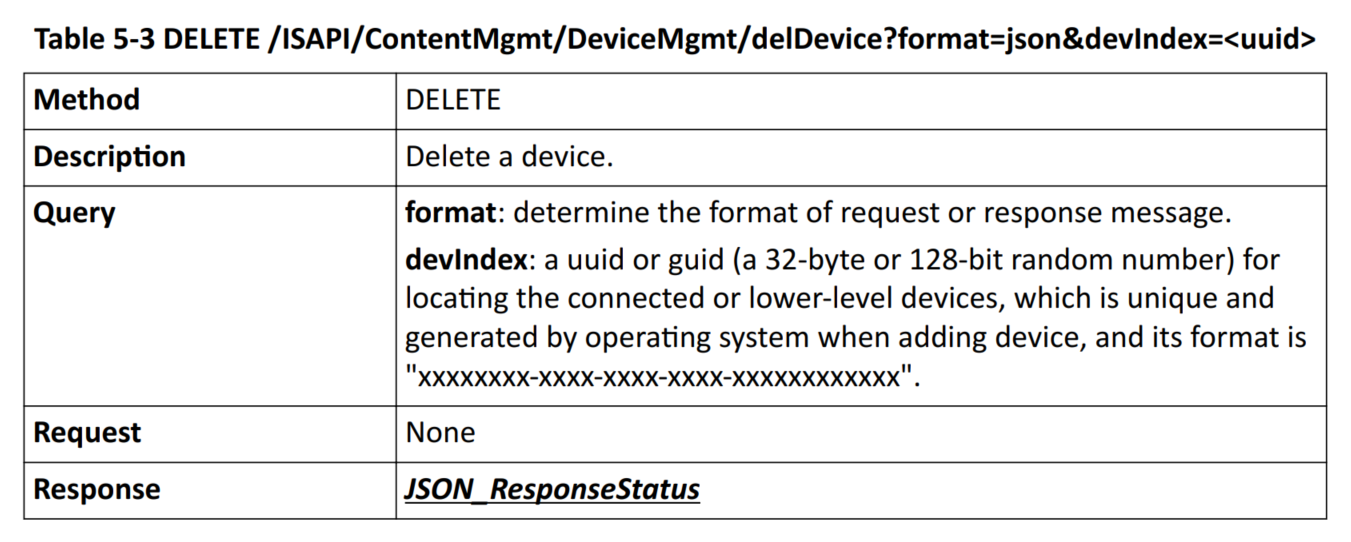 Table 5-3 DELETE /ISAPI/ContentMgmt/DeviceMgmt/delDevice?format=json&devIndex=<uuid>
Method DELETE
Description Delete a device.
Query format: determine the format of request or response message.
devIndex: a uuid or guid (a 32-byte or 128-bit random number) for
locating the connected or lower-level devices, which is unique and
generated by operating system when adding device, and its format is
"xxxxxxxx-xxxx-xxxx-xxxx-xxxxxxxxxxxx".
Request None
Response JSON_ResponseStatus